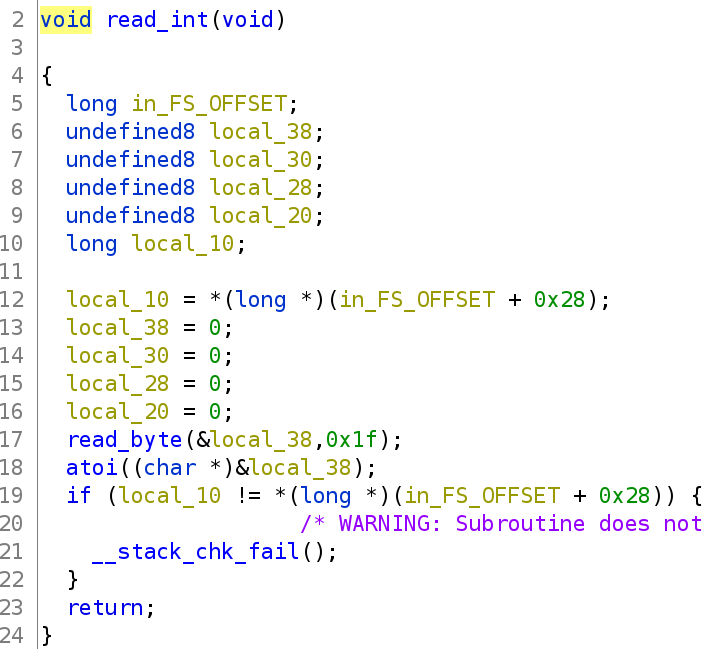 2 void read_int(void)
3
4 {
5   long in_FS_OFFSET;
6   undefined8 local_38;
7   undefined8 local_30;
8   undefined8 local_28;
9   undefined8 local_20;
10   long local_10;
11
12   local_10 = *(long *)(in_FS_OFFSET + 0x28);
13   local_38 = 0;
14   local_30 = 0;
15   local_28 = 0;
16   local_20 = 0;
17   read_byte(&local_38,0x1f);
18   atoi((char *)&local_38);
19   if (local_10 != *(long *)(in_FS_OFFSET + 0x28)) {
20                     /* WARNING: Subroutine does not
21     __stack_chk_fail();
22   }
23   return;
24 }